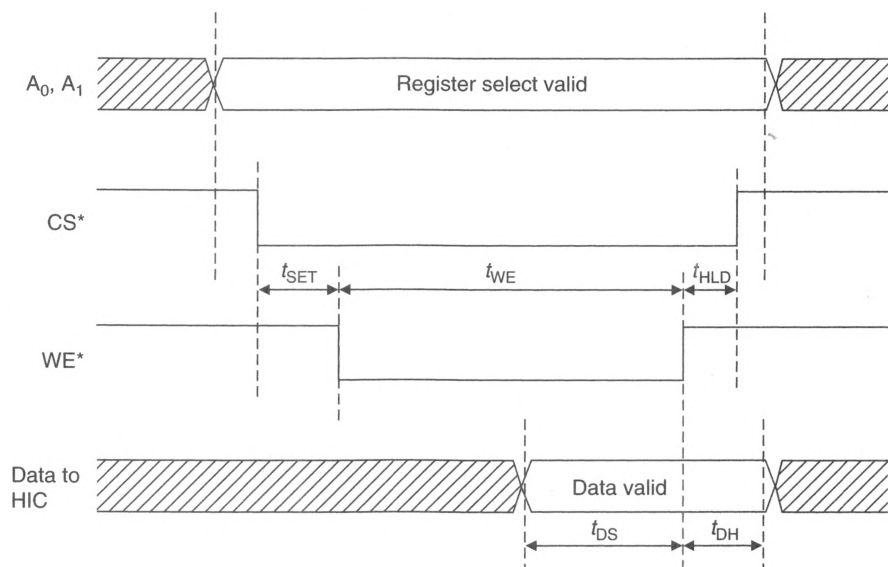 A0, A1
Register select valid
CS*
tSET
tWE
tHLD
WE*
Data to
HIC
Data valid
tDS
tDH